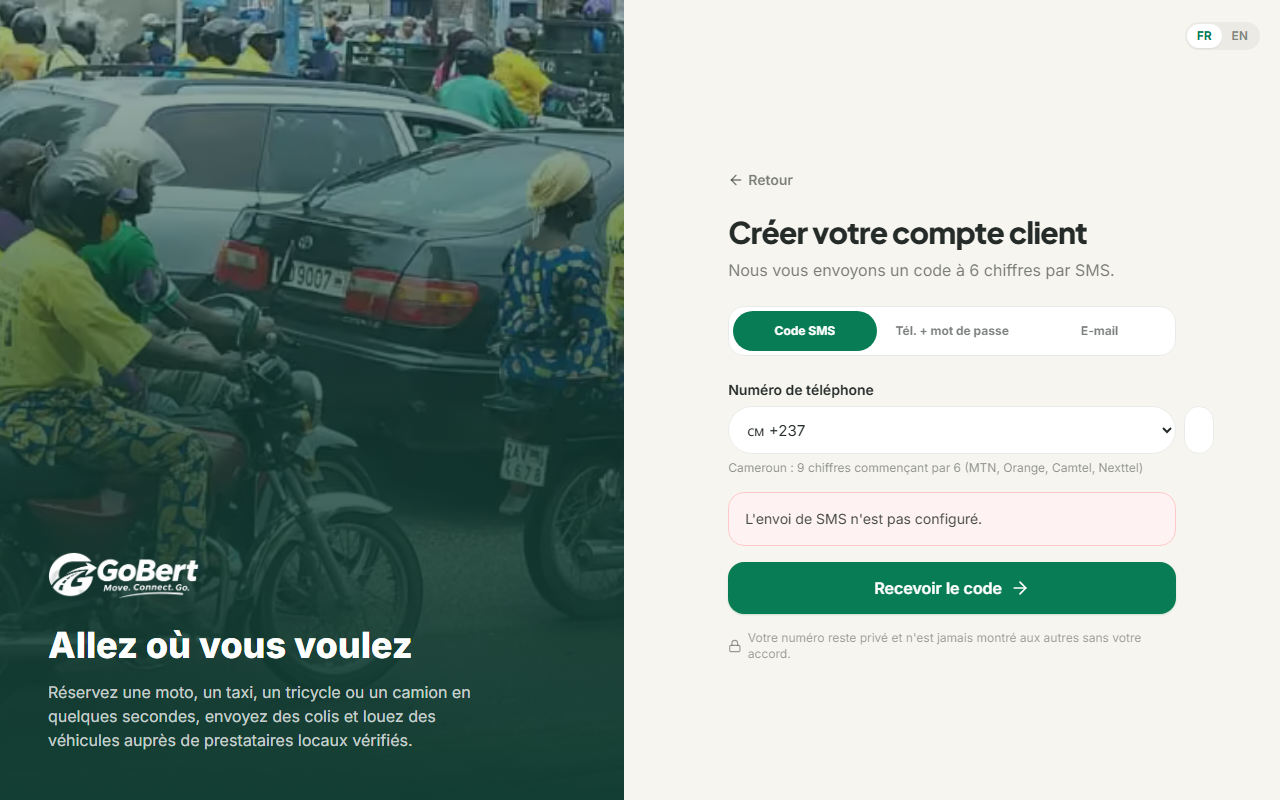 FR EN
← Retour
Créer votre compte client
Nous vous envoyons un code à 6 chiffres par SMS.
Code SMS
Tél. + mot de passe
E-mail
Numéro de téléphone
CM +237
Cameroun : 9 chiffres commençant par 6 (MTN, Orange, Camtel, Nexttel)
L'envoi de SMS n'est pas configuré.
Recevoir le code →
Votre numéro reste privé et n'est jamais montré aux autres sans votre
accord.
9007
GoBert
Move. Connect. Go.
Allez où vous voulez
Réservez une moto, un taxi, un tricycle ou un camion en
quelques secondes, envoyez des colis et louez des
véhicules auprès de prestataires locaux vérifiés.